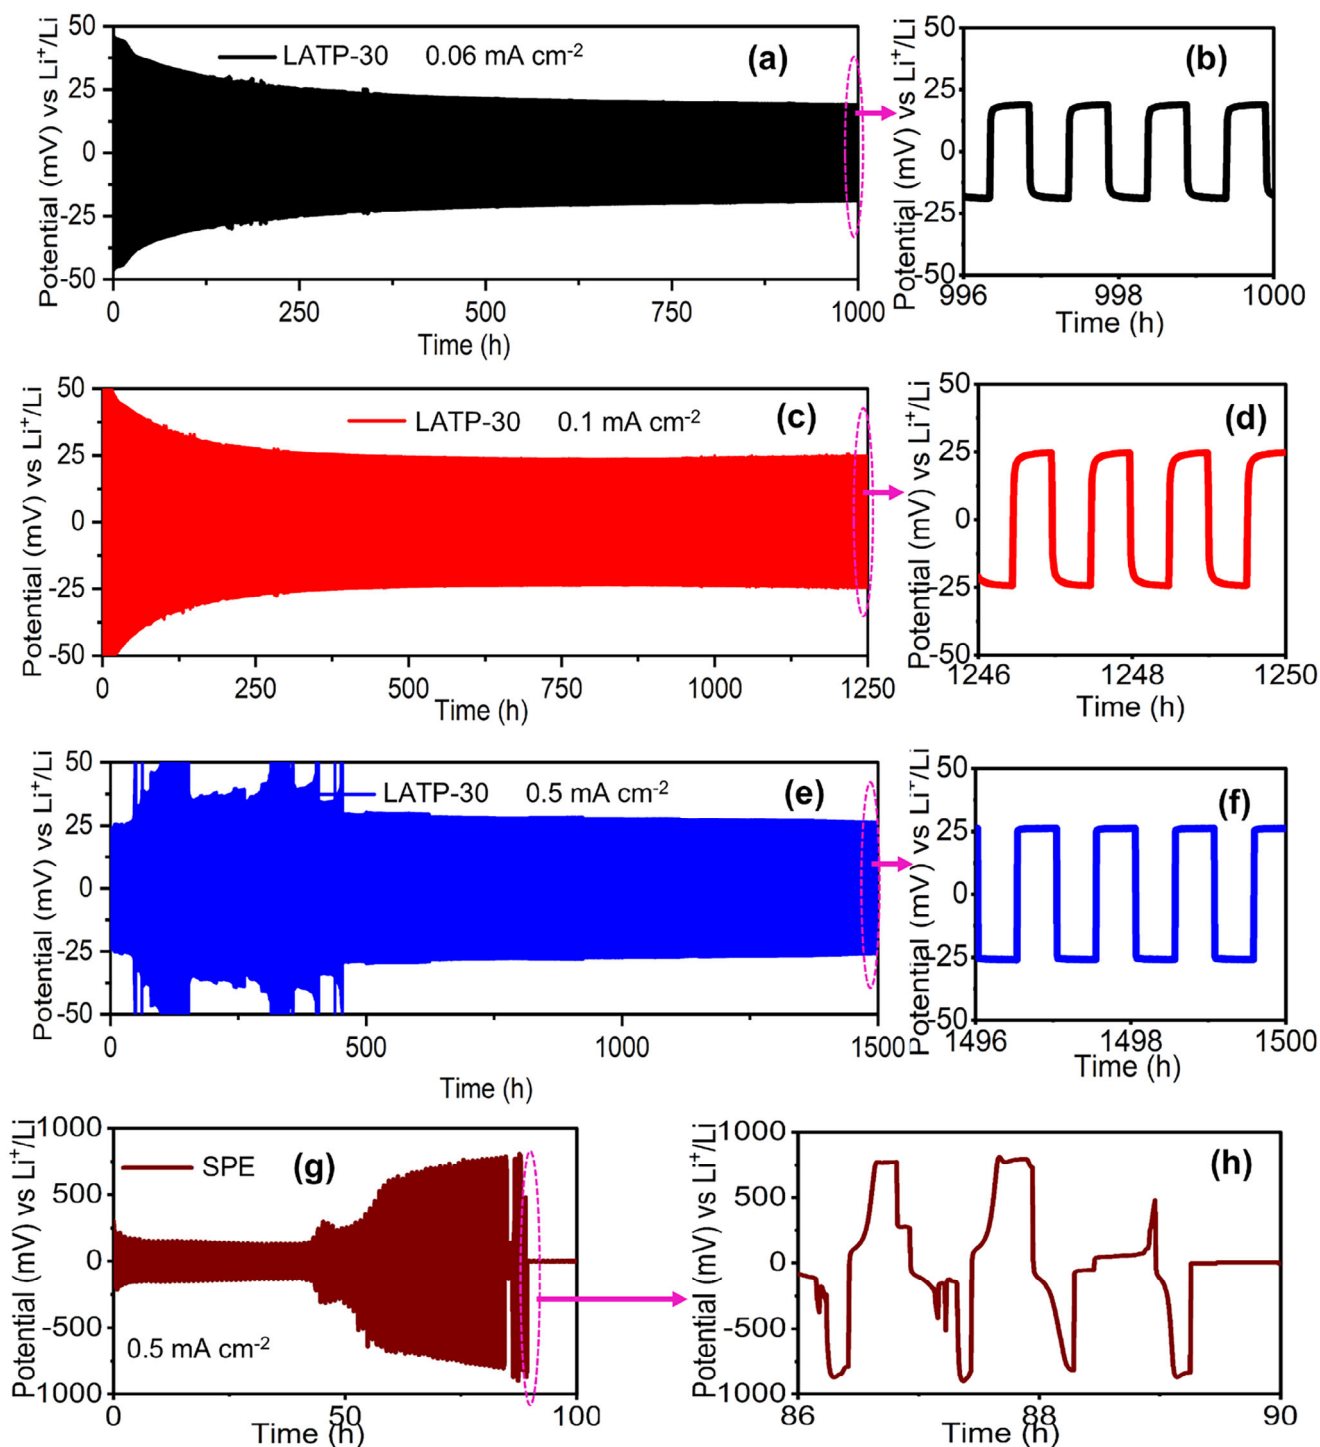 Potential (mV) vs Li⁺/Li
50
25
0
-25
-50
LATP-30 0.06 mA cm⁻²
(a)
0 250 500 750 1000
Time (h)
Potential (mV) vs Li⁺/Li
50
25
0
-25
-50
(b)
996 998 1000
Time (h)
Potential (mV) vs Li⁺/Li
50
25
0
-25
-50
LATP-30 0.1 mA cm⁻²
(c)
0 250 500 750 1000 1250
Time (h)
Potential (mV) vs Li⁺/Li
50
25
0
-25
-50
(d)
1246 1248 1250
Time (h)
Potential (mV) vs Li⁺/Li
50
25
0
-25
-50
LATP-30 0.5 mA cm⁻²
(e)
0 500 1000 1500
Time (h)
Potential (mV) vs Li⁺/Li
50
25
0
-25
-50
(f)
1496 1498 1500
Time (h)
Potential (mV) vs Li⁺/Li
1000
500
0
-500
1000
SPE
(g)
0.5 mA cm⁻²
0 50 100
Time (h)
Potential (mV) vs Li⁺/Li
1000
500
0
-500
1000
(h)
86 88 90
Time (h)